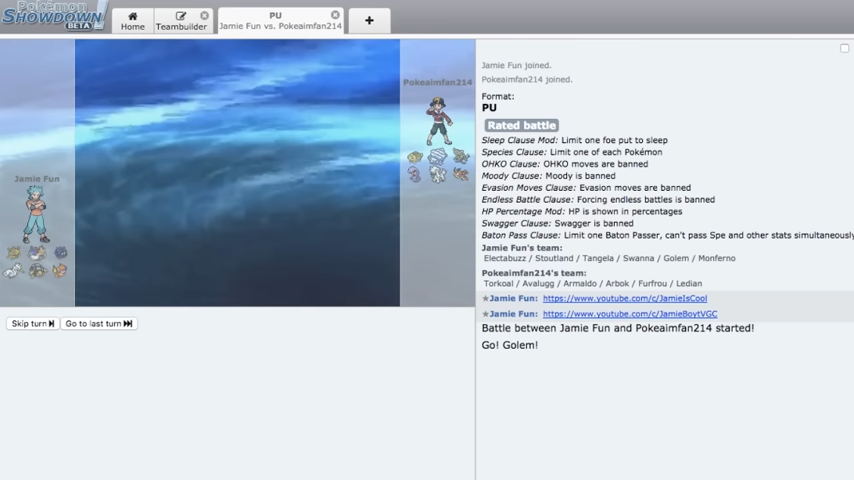 Pokémon
SHOWDOWN
BETA
Home
Teambuilder
PU
Jamie Fun vs. Pokeaimfan214
Pokeaimfan214
Jamie Fun
Skip turn
Go to last turn
Jamie Fun joined.
Pokeaimfan214 joined.
Format:
PU
Rated battle
Sleep Clause Mod: Limit one foe put to sleep
Species Clause: Limit one of each Pokémon
OHKO Clause: OHKO moves are banned
Moody Clause: Moody is banned
Evasion Moves Clause: Evasion moves are banned
Endless Battle Clause: Forcing endless battles is banned
HP Percentage Mod: HP is shown in percentages
Swagger Clause: Swagger is banned
Baton Pass Clause: Limit one Baton Passer, can't pass Spe and other stats simultaneously
Jamie Fun's team:
Electabuzz / Stoutland / Tangela / Swanna / Golem / Monferno
Pokeaimfan214's team:
Torkoal / Avalugg / Armaldo / Arbok / Furfrou / Ledian
★Jamie Fun: https://www.youtube.com/c/JamieIsCool
★Jamie Fun: https://www.youtube.com/c/JamieBoytVGC
Battle between Jamie Fun and Pokeaimfan214 started!
Go! Golem!